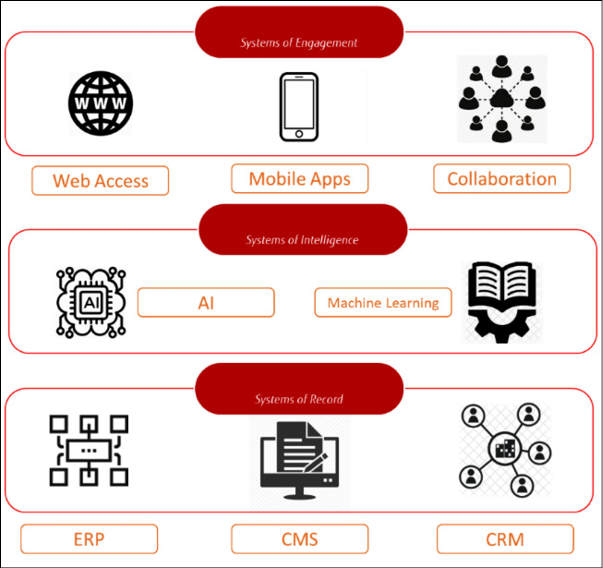 Systems of Engagement
WWW
Web Access
Mobile Apps
Collaboration
Systems of Intelligence
AI
AI
Machine Learning
Systems of Record
ERP
CMS
CRM